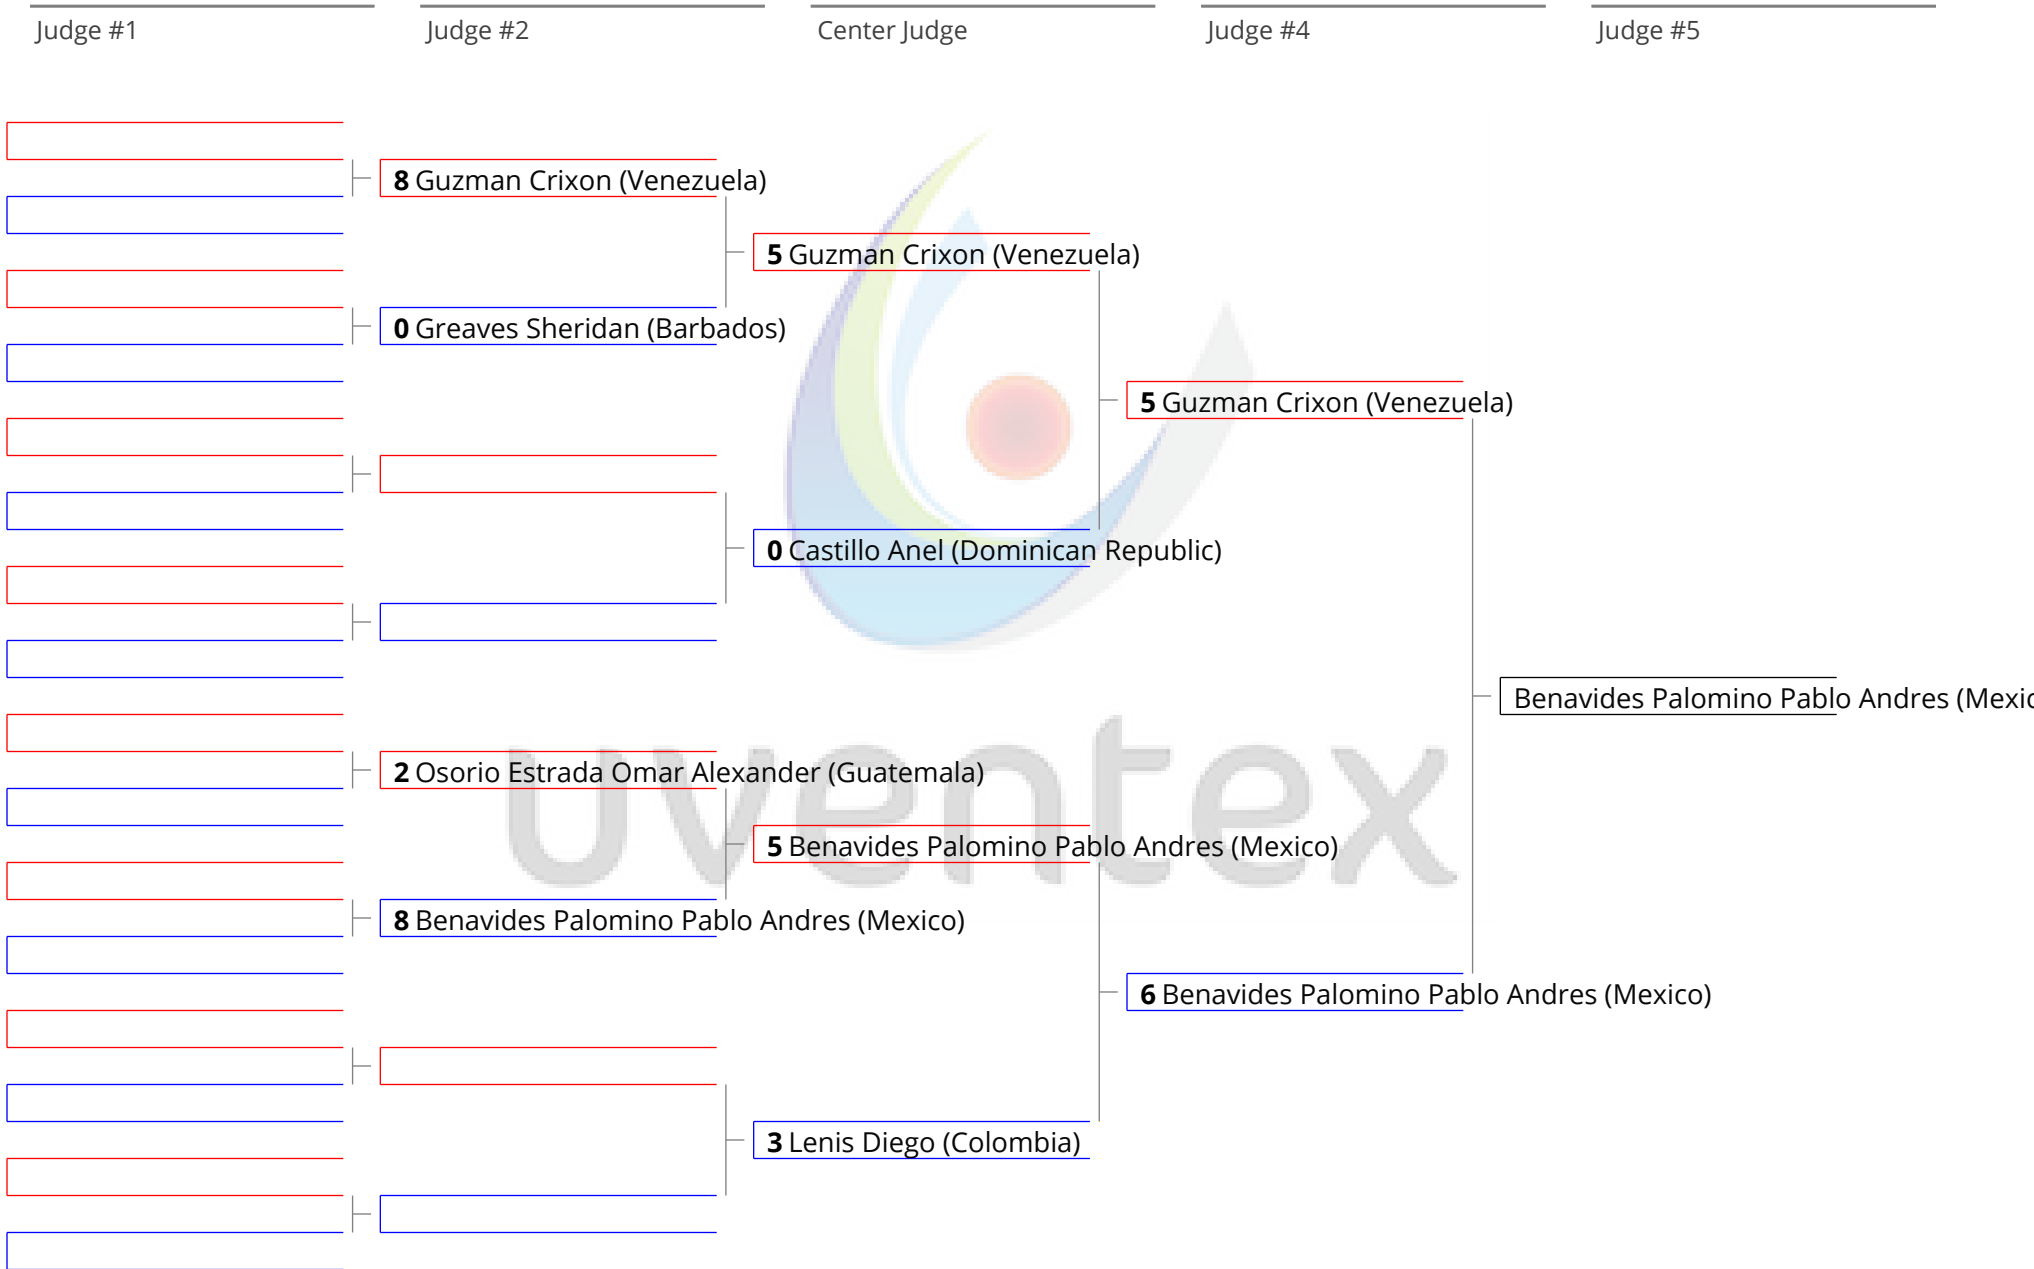 Judge #1
Judge #2
Center Judge
Judge #4
Judge #5
8 Guzman Crixon (Venezuela)
5 Guzman Crixon (Venezuela)
0 Greaves Sheridan (Barbados)
5 Guzman Crixon (Venezuela)
0 Castillo Anel (Dominican Republic)
Benavides Palomino Pablo Andres (Mexic
2 Osorio Estrada Omar Alexander (Guatemala)
uventex
5 Benavides Palomino Pablo Andres (Mexico)
8 Benavides Palomino Pablo Andres (Mexico)
6 Benavides Palomino Pablo Andres (Mexico)
3 Lenis Diego (Colombia)